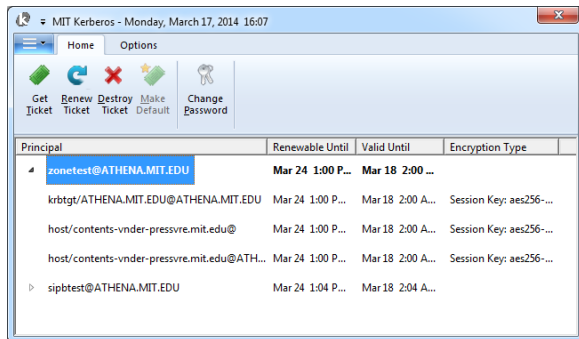 MIT Kerberos - Monday, March 17, 2014 16:07
Home Options
Get Ticket Renew Ticket Destroy Ticket Make Default Change Password
Principal Renewable Until Valid Until Encryption Type
zonetest@ATHENA.MIT.EDU Mar 24 1:00 P... Mar 18 2:00 ...
krbtgt/ATHENA.MIT.EDU@ATHENA.MIT.EDU Mar 24 1:00 P... Mar 18 2:00 A... Session Key: aes256-...
host/contents-vnder-pressvre.mit.edu@ Mar 24 1:00 P... Mar 18 2:00 A... Session Key: aes256-...
host/contents-vnder-pressvre.mit.edu@ATH... Mar 24 1:00 P... Mar 18 2:00 A... Session Key: aes256-...
sipbtest@ATHENA.MIT.EDU Mar 24 1:04 P... Mar 18 2:04 A...